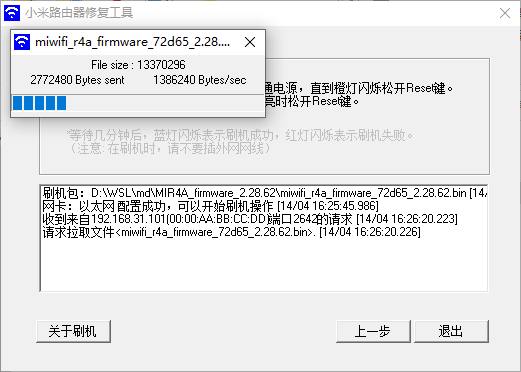 小米路由器修复工具
miwifi_r4a_firmware_72d65_2.28....
File size : 13370296
2772480 Bytes sent 1386240 Bytes/sec
通电源，直到橙灯闪烁松开Reset键。
亮时松开Reset键。
*等待几分钟后，蓝灯闪烁表示刷机成功，红灯闪烁表示刷机失败。
（注意: 在刷机时，请不要插外网网线）
刷机包：D:\WSL\md\MIR4A_firmware_2.28.62\miwifi_r4a_firmware_72d65_2.28.62.bin [14/
网卡：以太网 配置成功，可以开始刷机操作 [14/04 16:25:45.986]
收到来自192.168.31.101(00:00:AA:BB:CC:DD)端口2642的请求 [14/04 16:26:20.223]
请求拉取文件<miwifi_r4a_firmware_72d65_2.28.62.bin>. [14/04 16:26:20.226]
关于刷机
上一步
退出